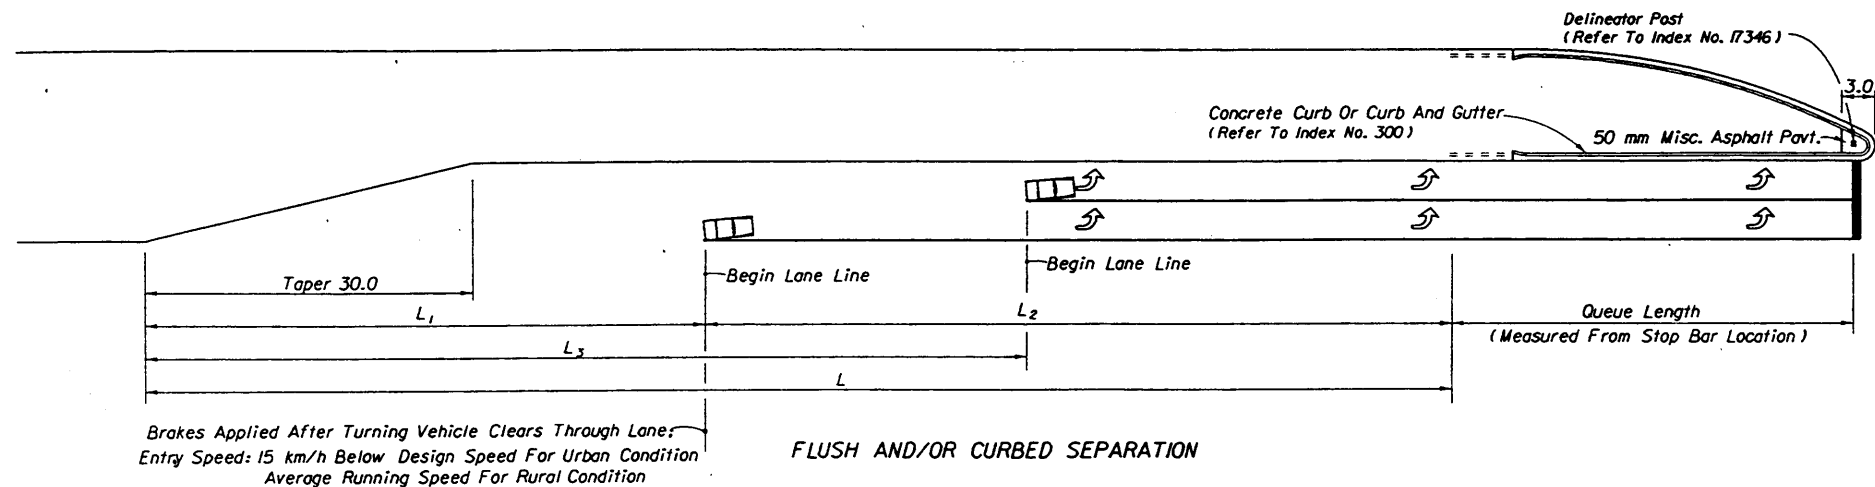 Delineator Post
(Refer To Index No. 17346)
3.0
Concrete Curb Or Curb And Gutter
(Refer To Index No. 300)
50 mm Misc. Asphalt Pavt.
Begin Lane Line
Begin Lane Line
Taper 30.0
L1
L2
Queue Length
(Measured From Stop Bar Location)
L3
L
Brakes Applied After Turning Vehicle Clears Through Lane;
Entry Speed: 15 km/h Below Design Speed For Urban Condition
Average Running Speed For Rural Condition
FLUSH AND/OR CURBED SEPARATION